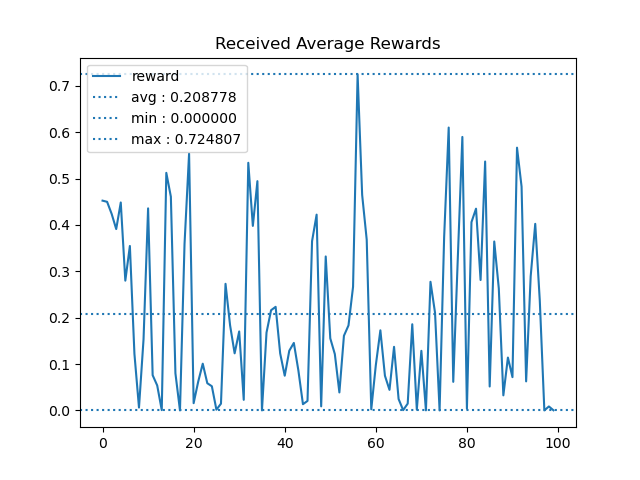 Received Average Rewards
reward
avg : 0.208778
min : 0.000000
max : 0.724807
0.7
0.6
0.5
0.4
0.3
0.2
0.1
0.0
0 20 40 60 80 100